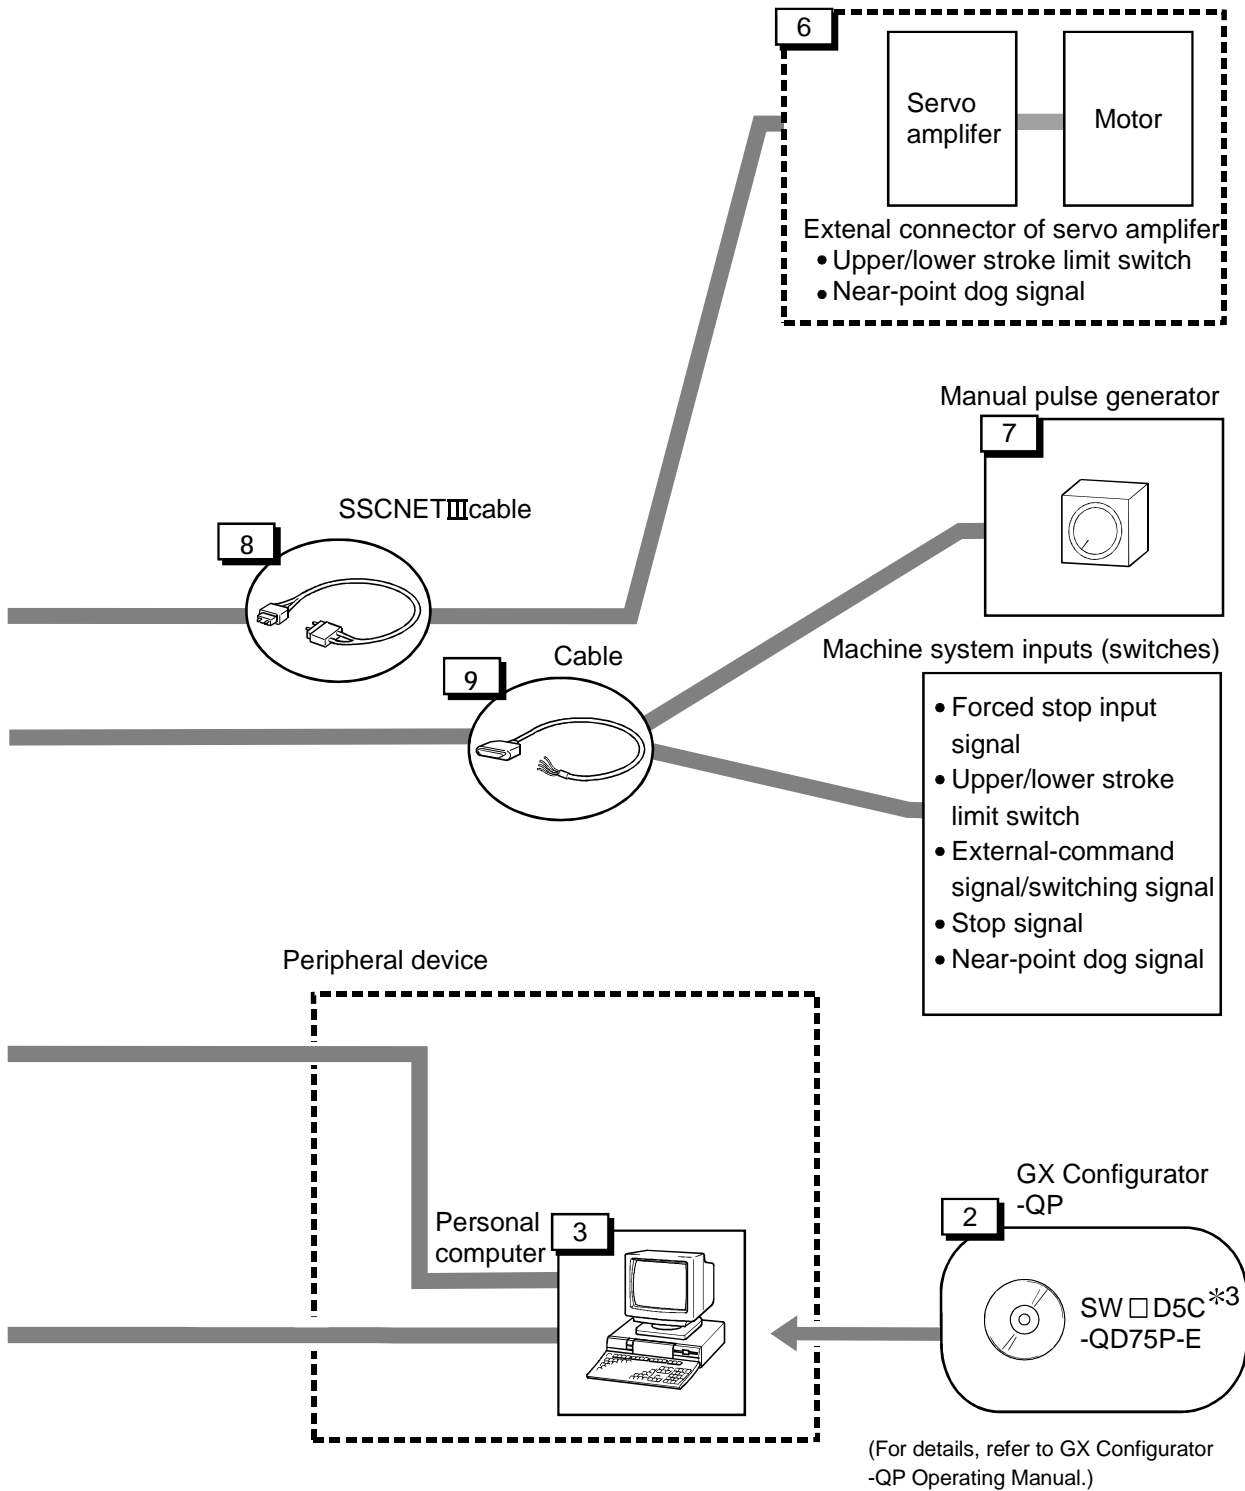 6
Servo
amplifer
Motor
Extenal connector of servo amplifer
• Upper/lower stroke limit switch
• Near-point dog signal
Manual pulse generator
7
SSCNETⅢcable
8
Cable
9
Machine system inputs (switches)
• Forced stop input
signal
• Upper/lower stroke
limit switch
• External-command
signal/switching signal
• Stop signal
• Near-point dog signal
Peripheral device
Personal
computer
3
GX Configurator
-QP
2
SW□D5C*3
-QD75P-E
(For details, refer to GX Configurator
-QP Operating Manual.)